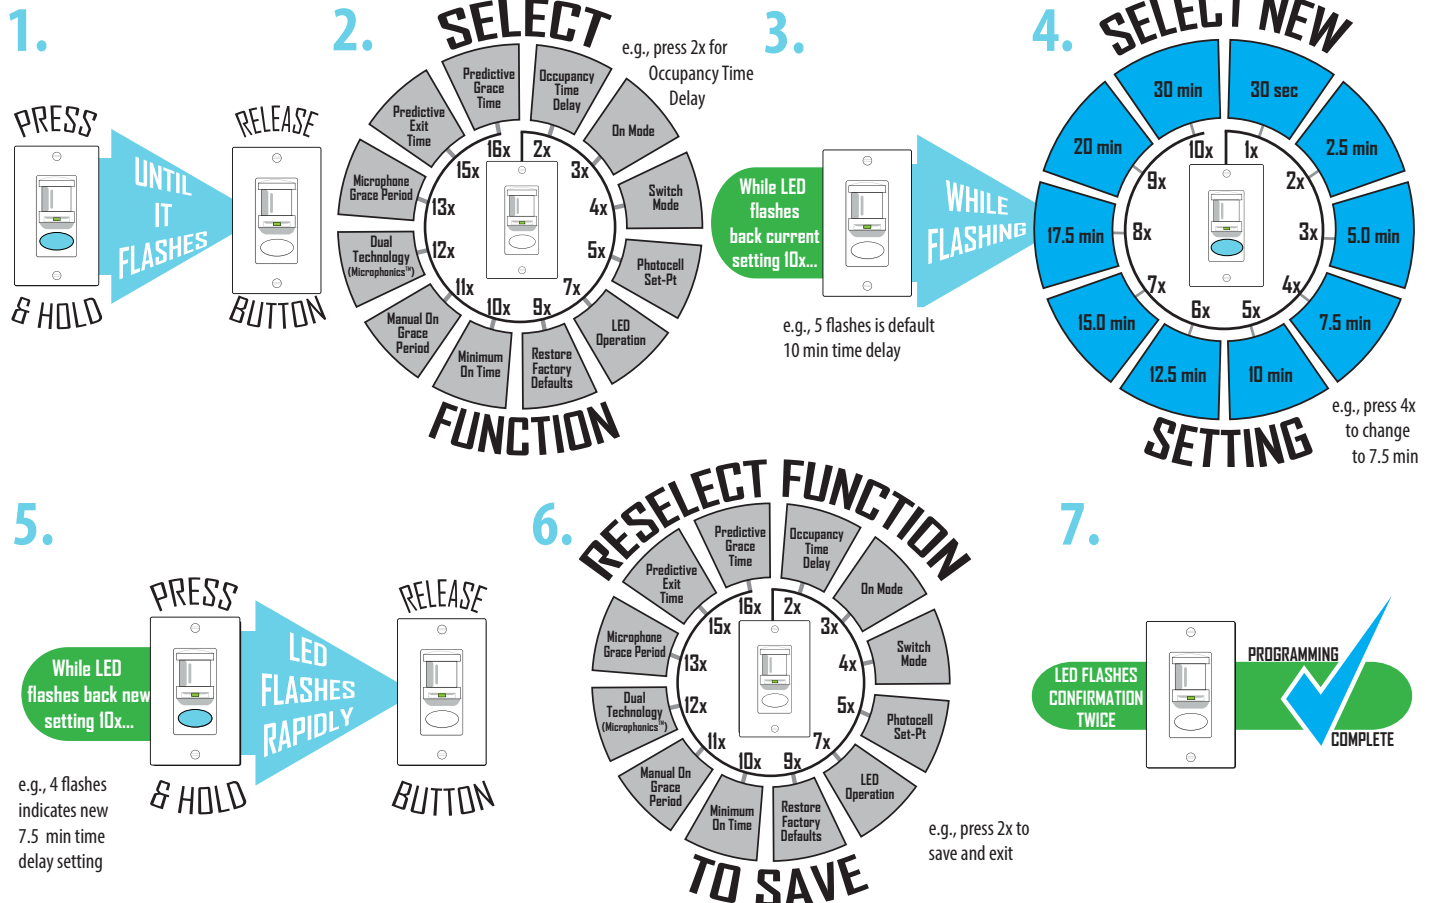 1.
PRESS
& HOLD
UNTIL
IT
FLASHES
RELEASE
BUTTON
2.
SELECT
FUNCTION
e.g., press 2x for
Occupancy Time
Delay
Occupancy
Time
Delay
2x
On Mode
3x
Switch
Mode
4x
Photocell
Set-Pt
5x
LED
Operation
7x
Restore
Factory
Defaults
9x
Minimum
On Time
10x
Manual On
Grace
Period
11x
Dual
Technology
(Microphonics™)
12x
Microphone
Grace Period
13x
Predictive
Exit
Time
15x
Predictive
Grace
Time
16x
3.
While LED
flashes
back current
setting 10x...
WHILE
FLASHING
e.g., 5 flashes is default
10 min time delay
4.
SELECT NEW
SETTING
30 sec
1x
2.5 min
2x
5.0 min
3x
7.5 min
4x
10 min
5x
12.5 min
6x
15.0 min
7x
17.5 min
8x
20 min
9x
30 min
10x
e.g., press 4x
to change
to 7.5 min
5.
While LED
flashes back new
setting 10x...
PRESS
& HOLD
LED
FLASHES
RAPIDLY
RELEASE
BUTTON
e.g., 4 flashes
indicates new
7.5 min time
delay setting
6.
RESELECT FUNCTION
TO SAVE
Occupancy
Time
Delay
2x
On Mode
3x
Switch
Mode
4x
Photocell
Set-Pt
5x
LED
Operation
7x
Restore
Factory
Defaults
9x
Minimum
On Time
10x
Manual On
Grace
Period
11x
Dual
Technology
(Microphonics™)
12x
Microphone
Grace Period
13x
Predictive
Exit
Time
15x
Predictive
Grace
Time
16x
e.g., press 2x to
save and exit
7.
LED FLASHES
CONFIRMATION
TWICE
PROGRAMMING
COMPLETE